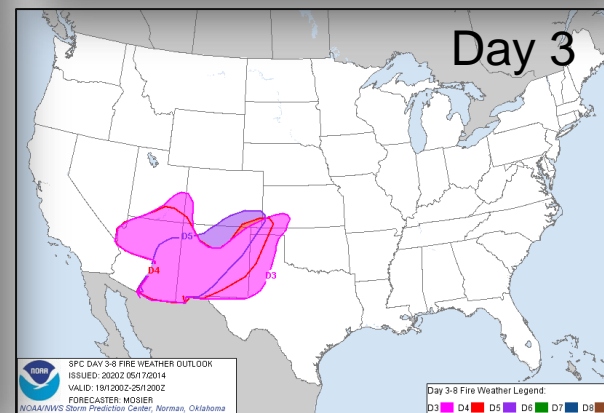 Day 3
D5
D4
D3
NOAA
SPC DAY 3-8 FIRE WEATHER OUTLOOK
ISSUED: 2020Z 05/17/2014
VALID: 19/1200Z-25/1200Z
FORECASTER: MOSIER
NOAA/NWS Storm Prediction Center, Norman, Oklahoma
Day 3-8 Fire Weather Legend:
D3 D4 D5 D6 D7 D8